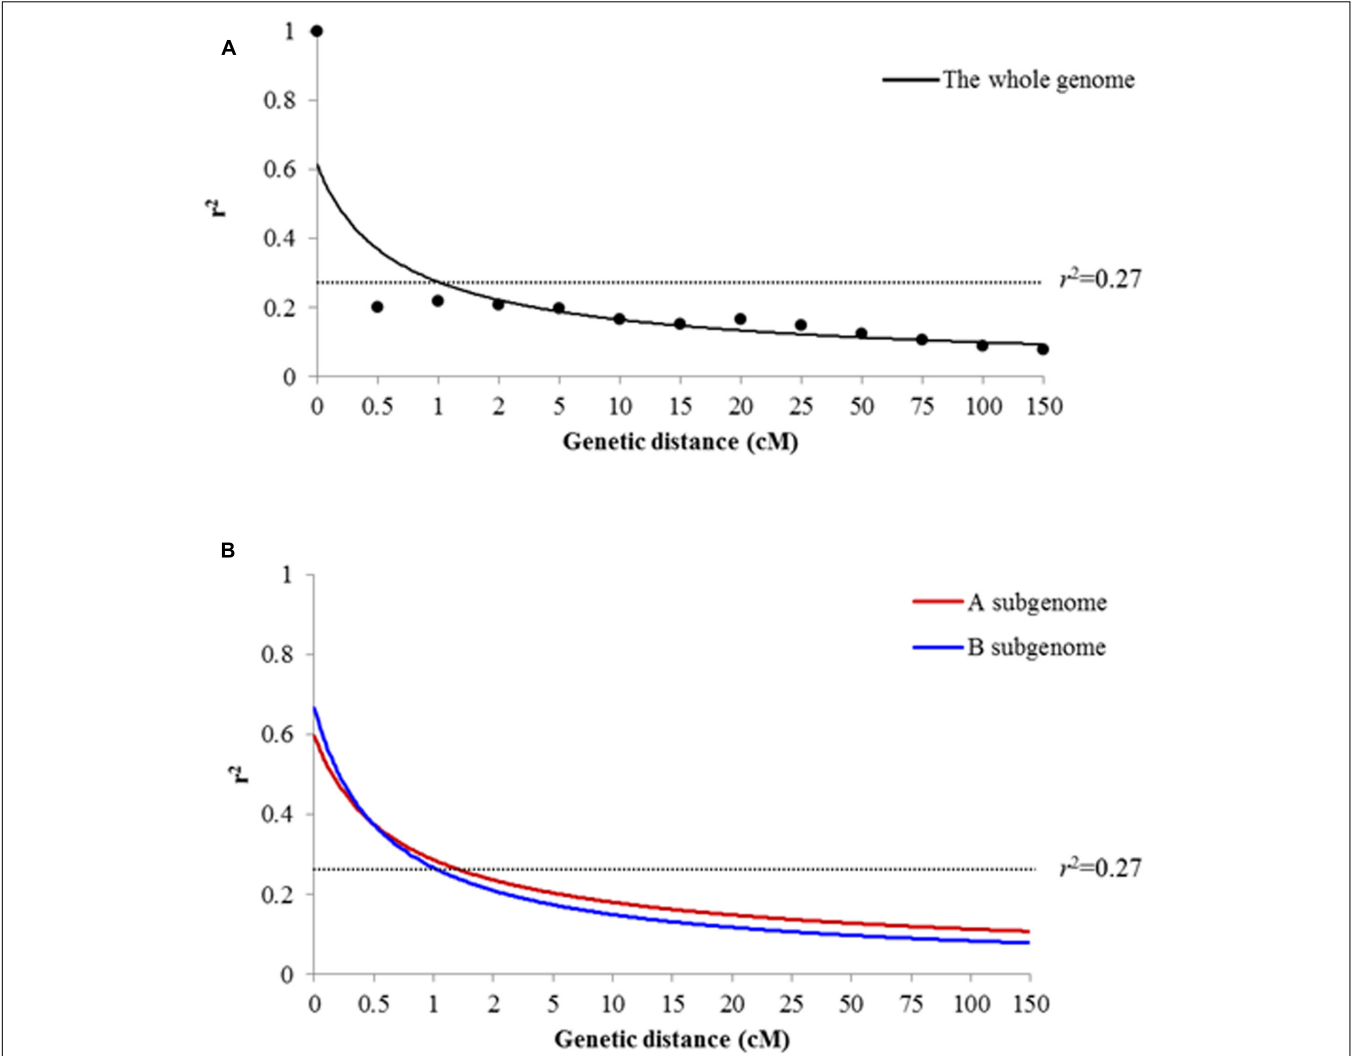 A
1
The whole genome
0.8
0.6
r²
0.4
r²=0.27
0.2
0
0 0.5 1 2 5 10 15 20 25 50 75 100 150
Genetic distance (cM)
B
1
A subgenome
B subgenome
0.8
0.6
r²
0.4
r²=0.27
0.2
0
0 0.5 1 2 5 10 15 20 25 50 75 100 150
Genetic distance (cM)